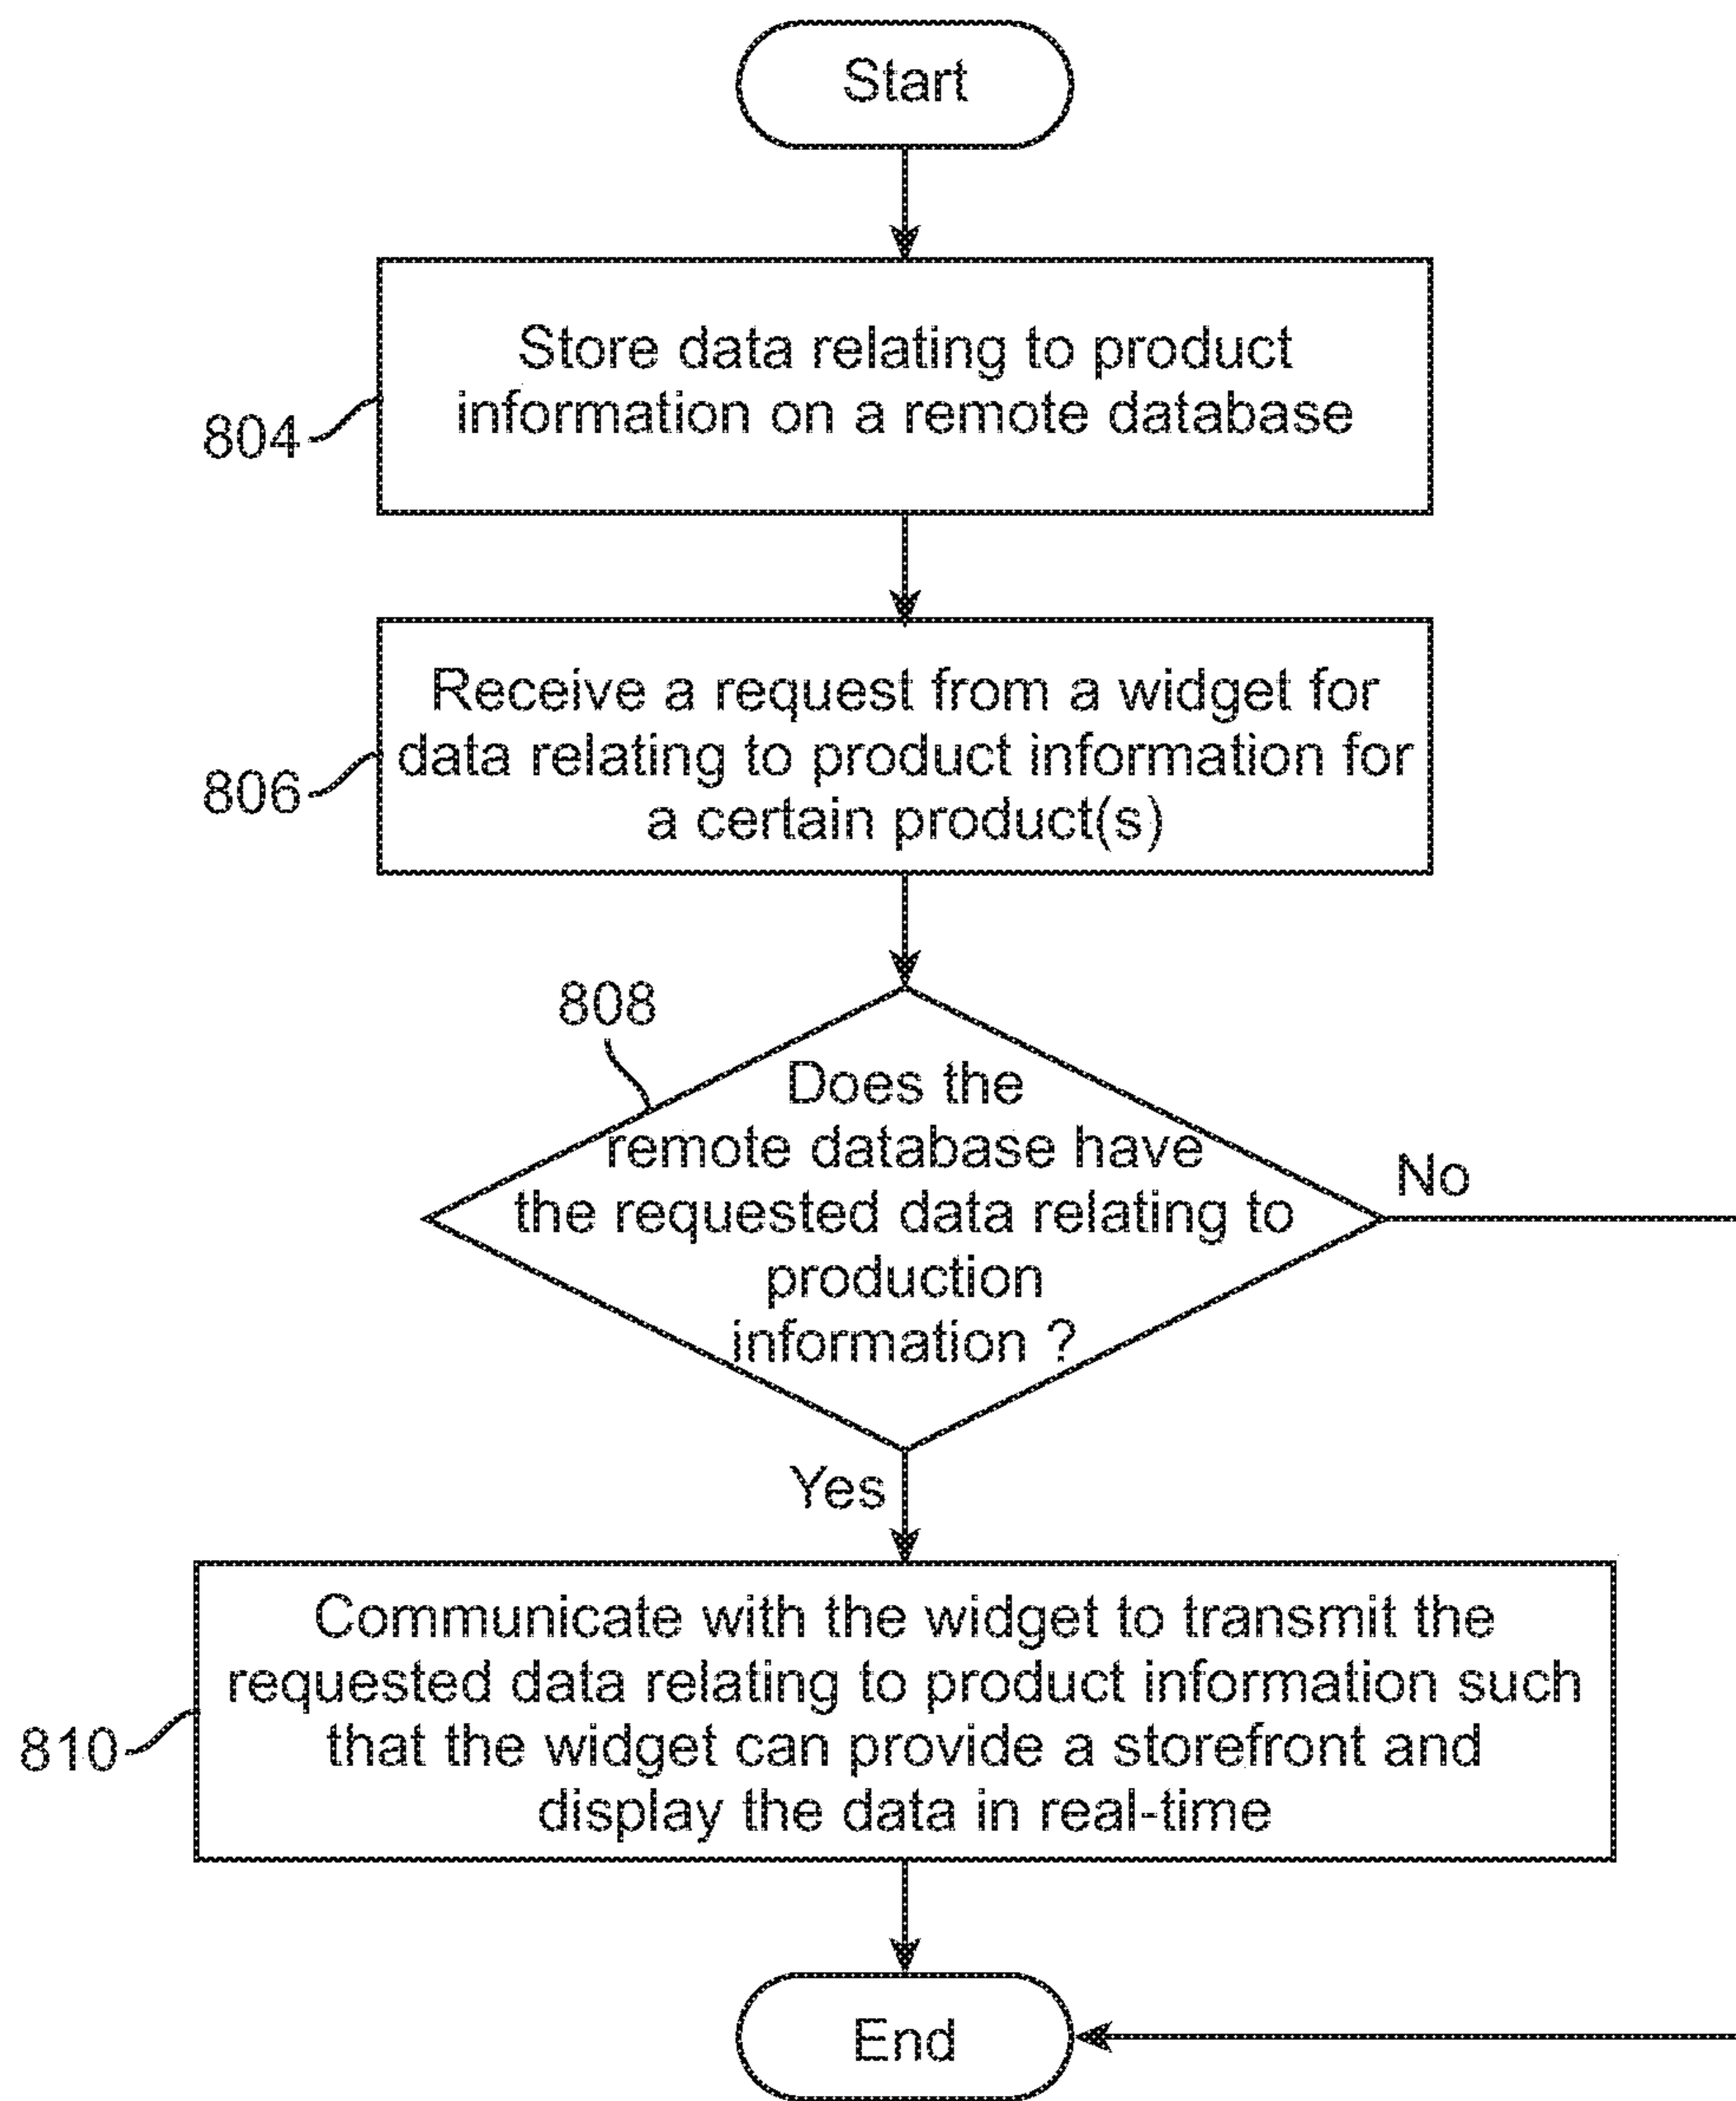 Start
Store data relating to product
information on a remote database
804
Receive a request from a widget for
data relating to product information for
a certain product(s)
806
808
Does the
remote database have
the requested data relating to
production
information ?
No
Yes
Communicate with the widget to transmit the
requested data relating to product information such
that the widget can provide a storefront and
display the data in real-time
810
End